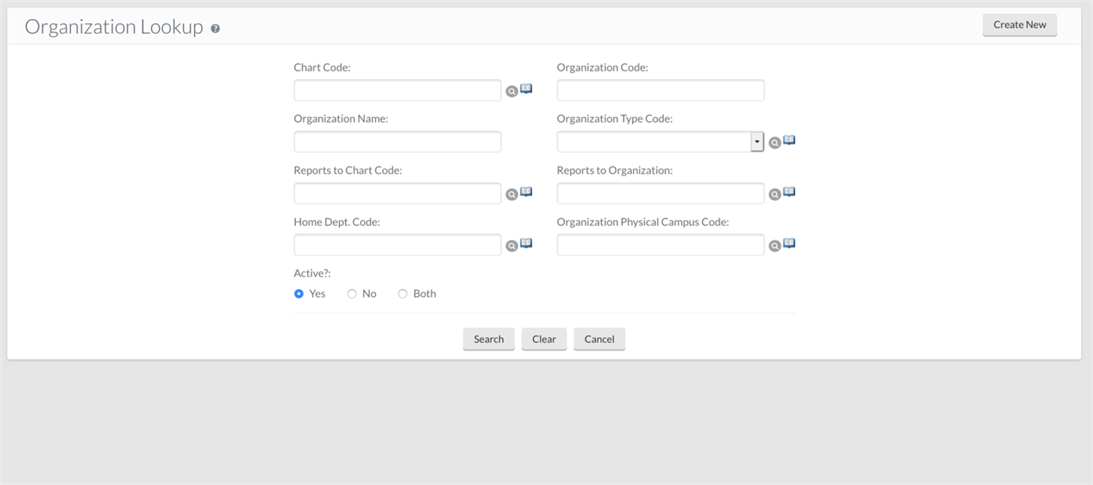 Organization Lookup
Create New
Chart Code: Organization Code:
Organization Name: Organization Type Code:
Reports to Chart Code: Reports to Organization:
Home Dept. Code: Organization Physical Campus Code:
Active?:
Yes No Both
Search Clear Cancel